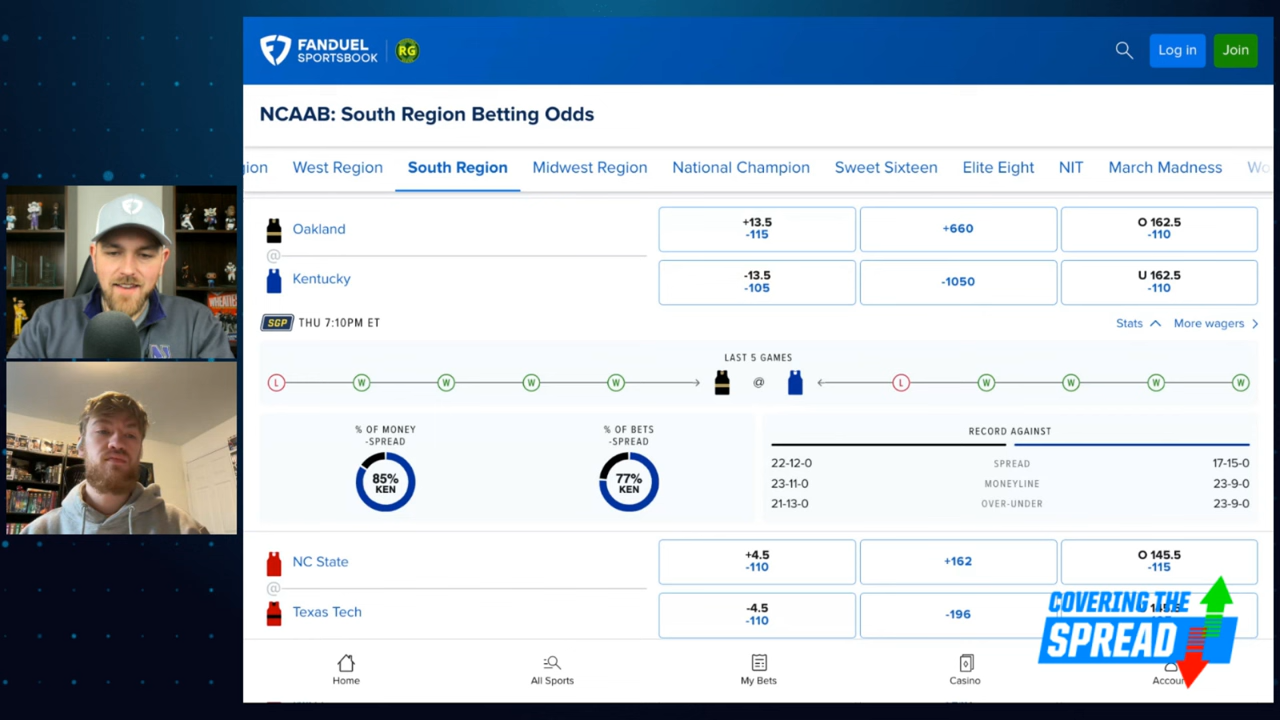 FANDUEL
SPORTSBOOK
RG
Log in
Join
NCAAB: South Region Betting Odds
gion West Region South Region Midwest Region National Champion Sweet Sixteen Elite Eight NIT March Madness Wo
Oakland
+13.5
-115
+660
O 162.5
-110
@
Kentucky
-13.5
-105
-1050
U 162.5
-110
SGP THU 7:10PM ET
Stats
More wagers
LAST 5 GAMES
L W W W W @ L W W W W
% OF MONEY
-SPREAD
85%
KEN
% OF BETS
-SPREAD
77%
KEN
RECORD AGAINST
22-12-0 SPREAD 17-15-0
23-11-0 MONEYLINE 23-9-0
21-13-0 OVER-UNDER 23-9-0
NC State
+4.5
-110
+162
O 145.5
-115
@
Texas Tech
-4.5
-110
-196
COVERING THE
SPREAD
Home
All Sports
My Bets
Casino
Accou
WHEATIES
N